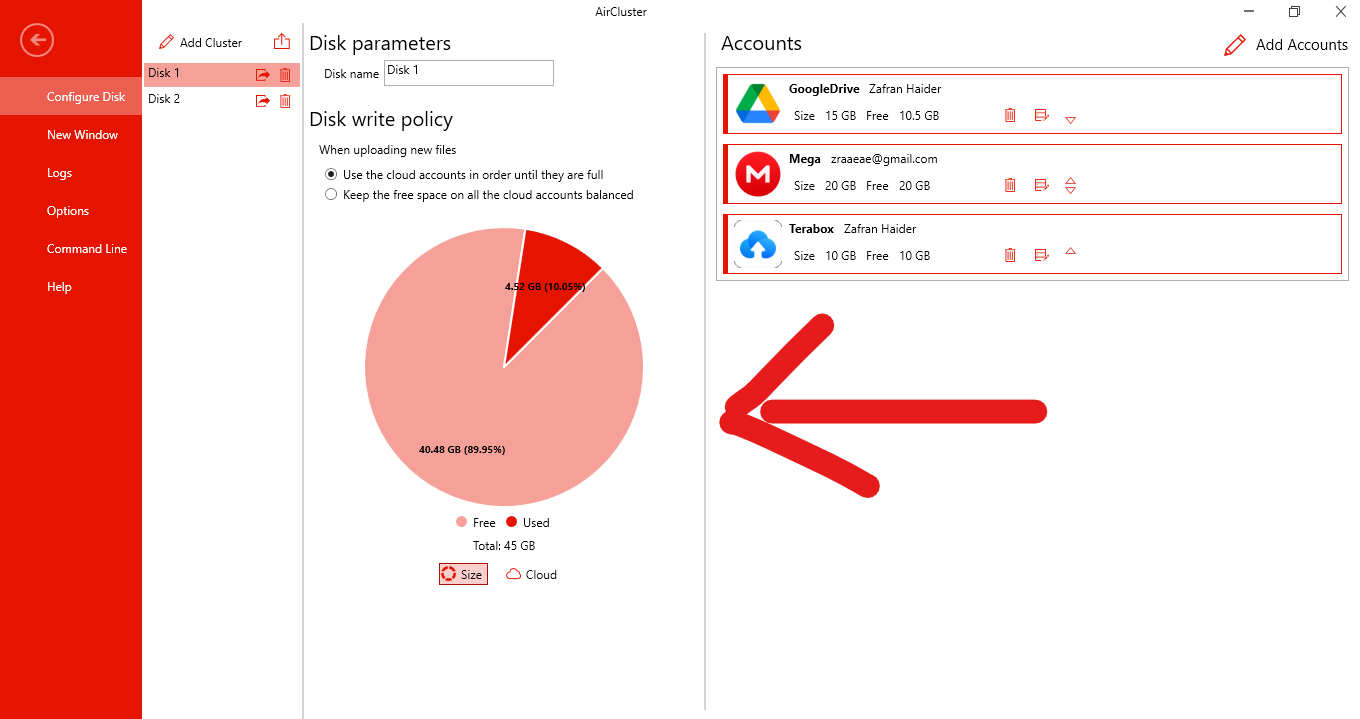 AirCluster
Configure Disk
New Window
Logs
Options
Command Line
Help
Add Cluster
Disk 1
Disk 2
Disk parameters
Disk name Disk 1
Disk write policy
When uploading new files
Use the cloud accounts in order until they are full
Keep the free space on all the cloud accounts balanced
4.52 GB (10.05%)
40.48 GB (89.95%)
Free Used
Total: 45 GB
Size Cloud
Accounts
Add Accounts
GoogleDrive Zafran Haider
Size 15 GB Free 10.5 GB
Mega zraaeae@gmail.com
Size 20 GB Free 20 GB
Terabox Zafran Haider
Size 10 GB Free 10 GB